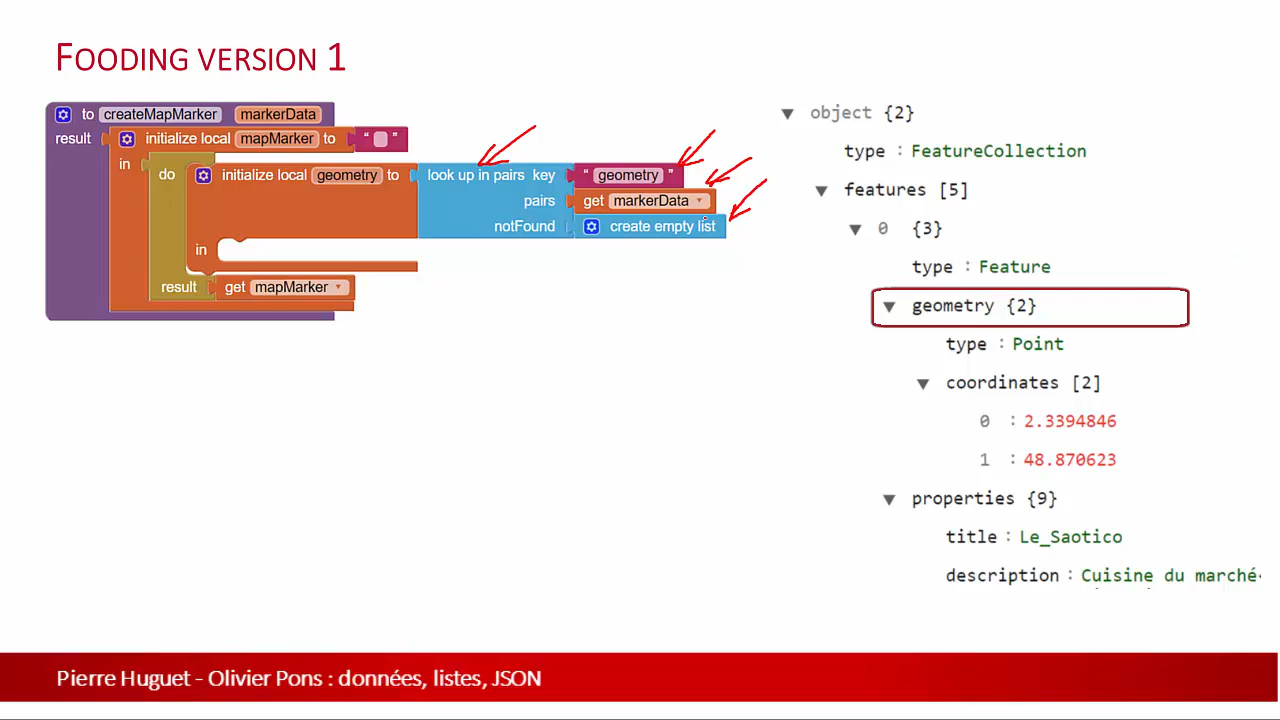 FOODING VERSION 1
to createMapMarker markerData
result initialize local mapMarker to " "
in do initialize local geometry to look up in pairs key " geometry "
pairs get markerData
notFound create empty list
in
result get mapMarker
object {2}
type : FeatureCollection
features [5]
0 {3}
type : Feature
geometry {2}
type : Point
coordinates [2]
0 : 2.3394846
1 : 48.870623
properties {9}
title : Le_Saotico
description : Cuisine du marché
Pierre Huguet - Olivier Pons : données, listes, JSON